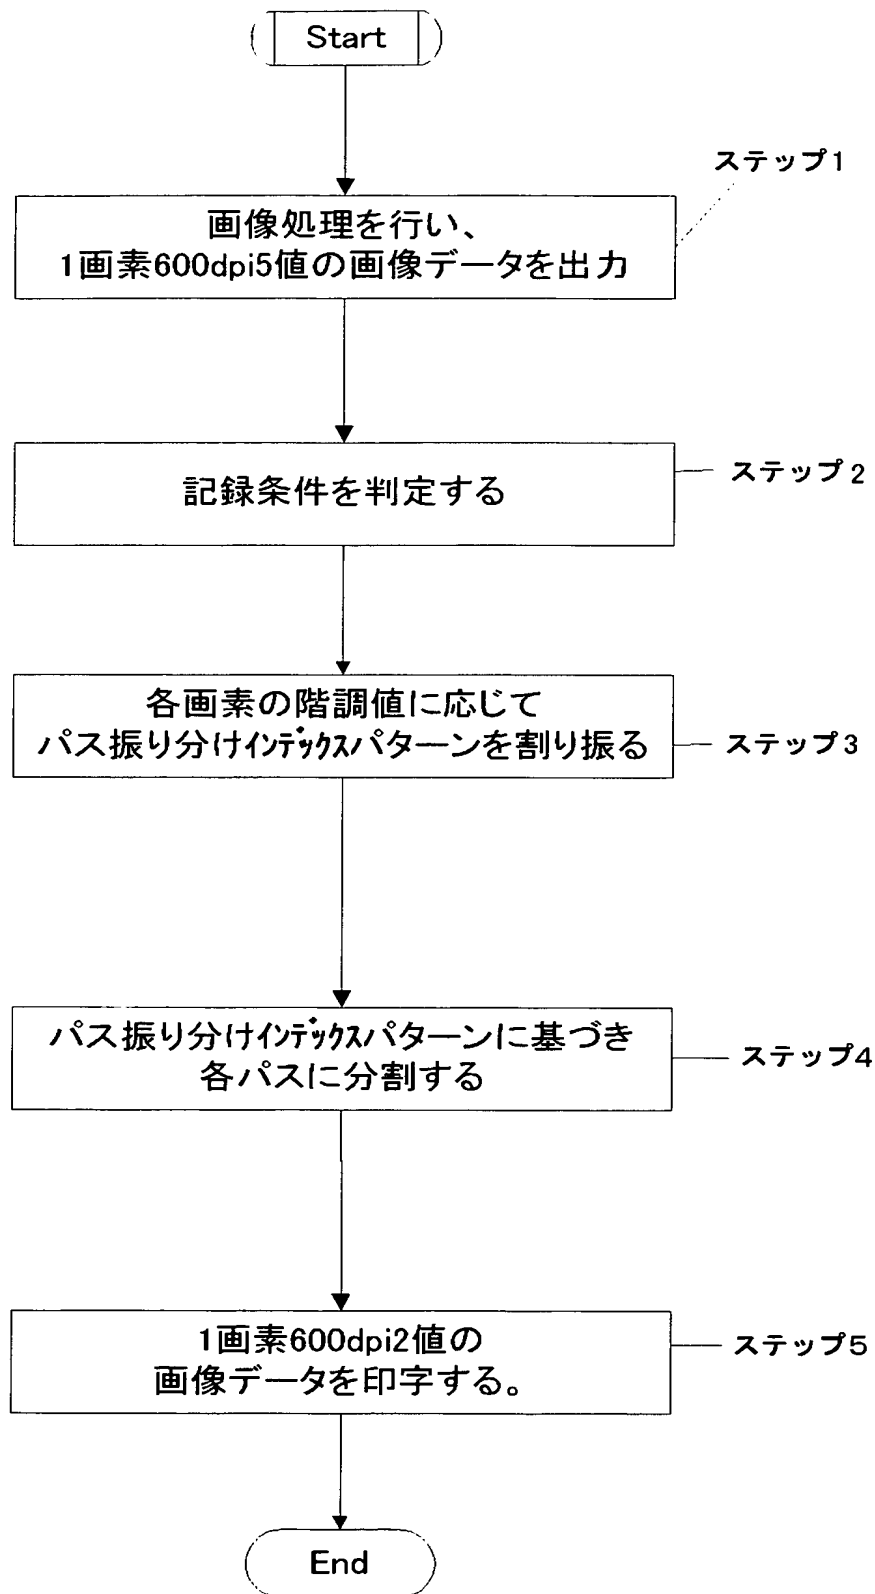 Start
ステップ1
画像処理を行い、
1画素600dpi5値の画像データを出力
記録条件を判定する
ステップ2
各画素の階調値に応じて
パス振り分けインデックスパターンを割り振る
ステップ3
パス振り分けインデックスパターンに基づき
各パスに分割する
ステップ4
1画素600dpi2値の
画像データを印字する。
ステップ5
End